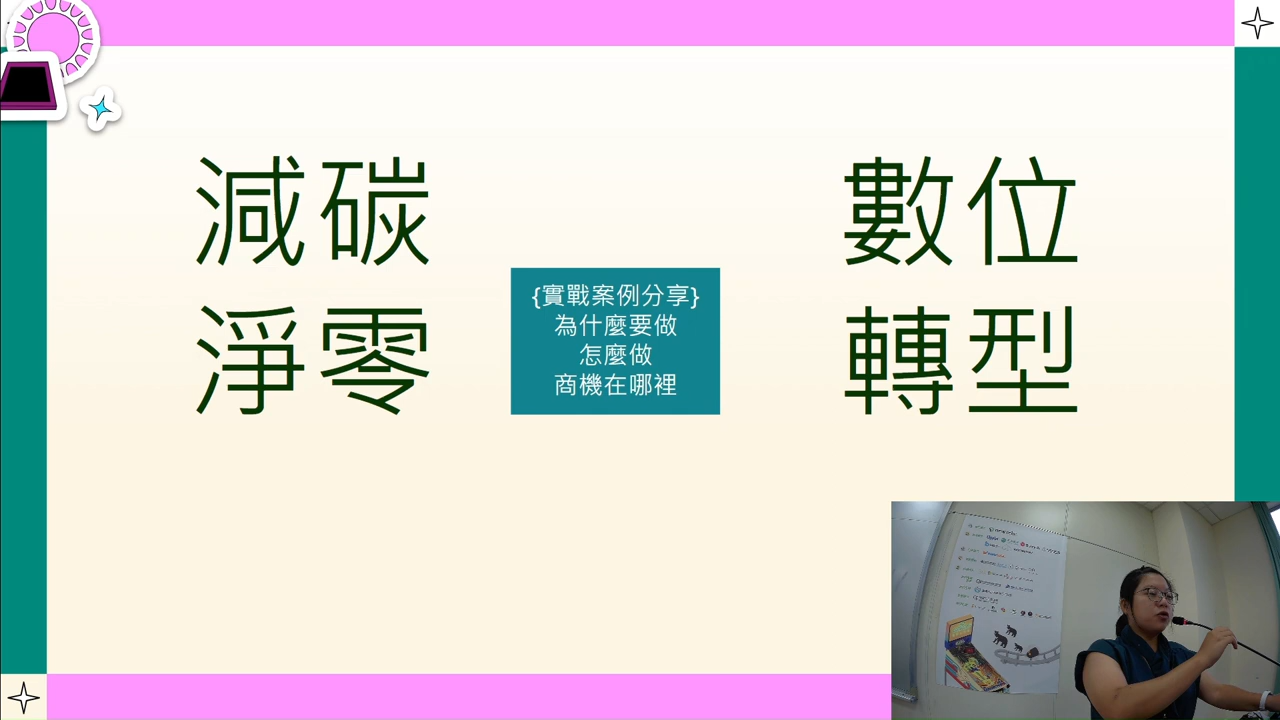 減碳
淨零
{實戰案例分享}
為什麼要做
怎麼做
商機在哪裡
數位
轉型